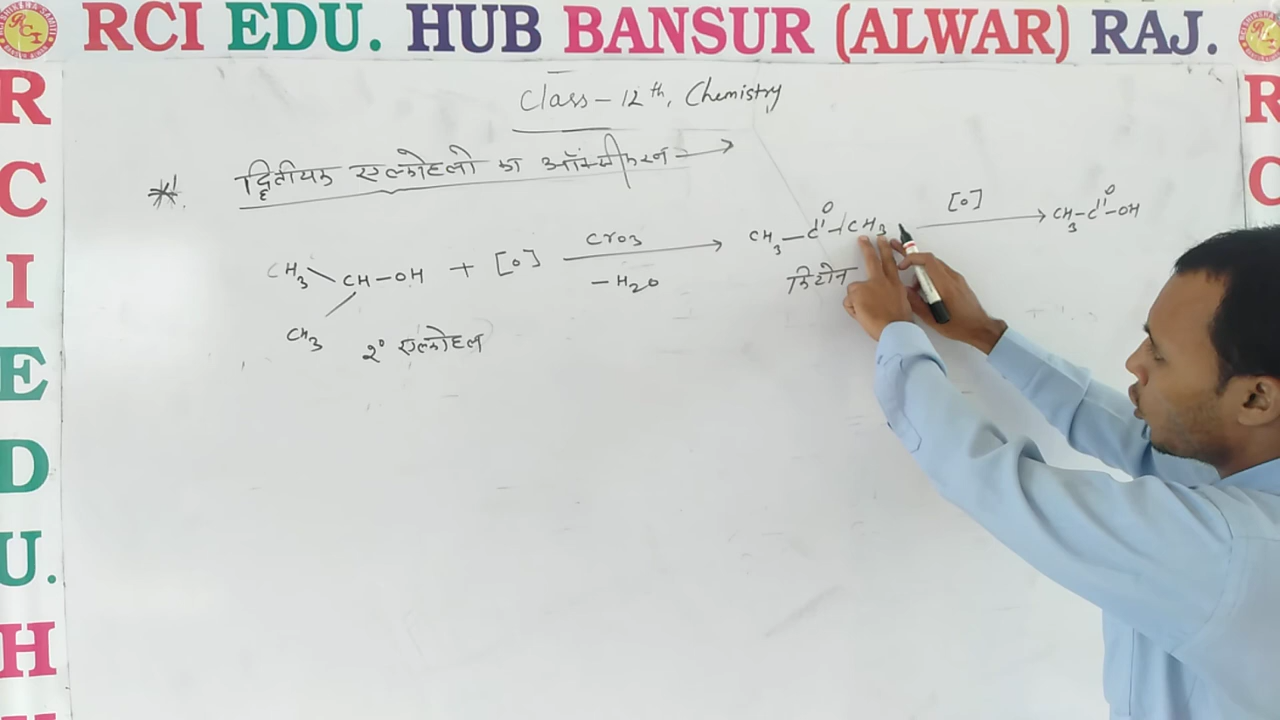 RCI EDU. HUB BANSUR (ALWAR) RAJ.
R
C
I
E
D
U.
H
R
C
Class - 12th, Chemistry
*! द्वितीयक एल्कोहलो का ऑक्सीकरन →
CH3
CH-OH + [O] CrO3 → -H2O
CH3
2° एल्कोहल
CH3-C-CH3
O
किटोन
[O] →
CH3-C-OH
O